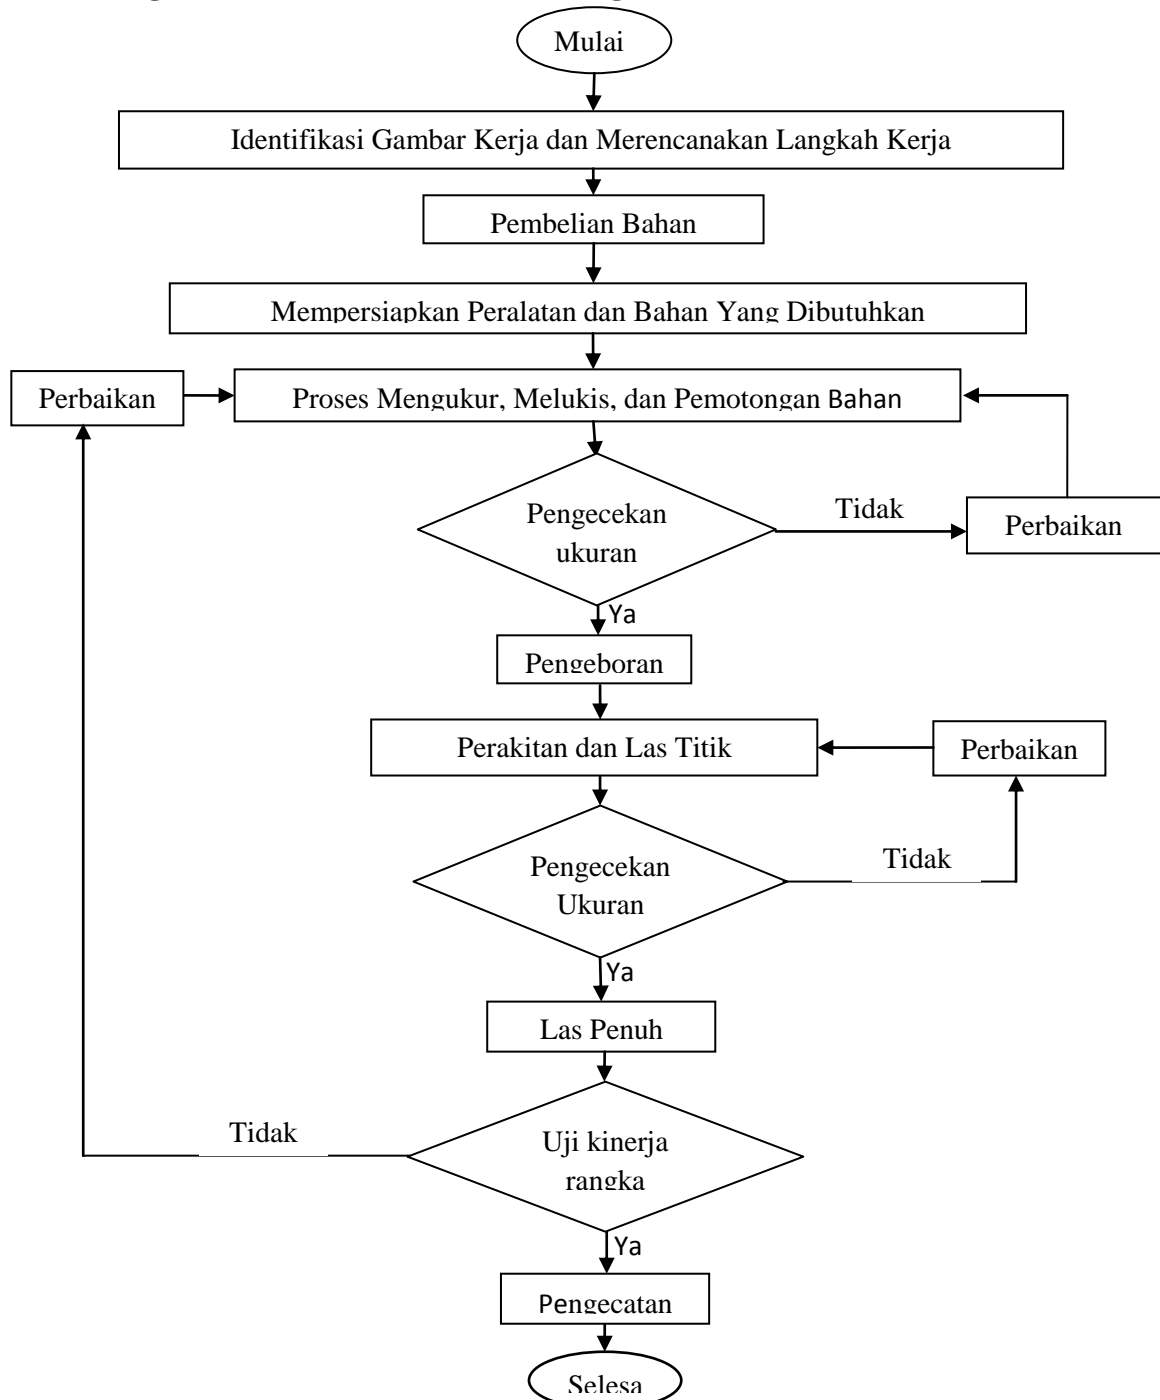 Mulai
Identifikasi Gambar Kerja dan Merencanakan Langkah Kerja
Pembelian Bahan
Mempersiapkan Peralatan dan Bahan Yang Dibutuhkan
Perbaikan
Proses Mengukur, Melukis, dan Pemotongan Bahan
Pengecekan
ukuran
Tidak
Perbaikan
Ya
Pengeboran
Perakitan dan Las Titik
Perbaikan
Pengecekan
Ukuran
Tidak
Ya
Las Penuh
Tidak
Uji kinerja
rangka
Ya
Pengecatan
Selesa